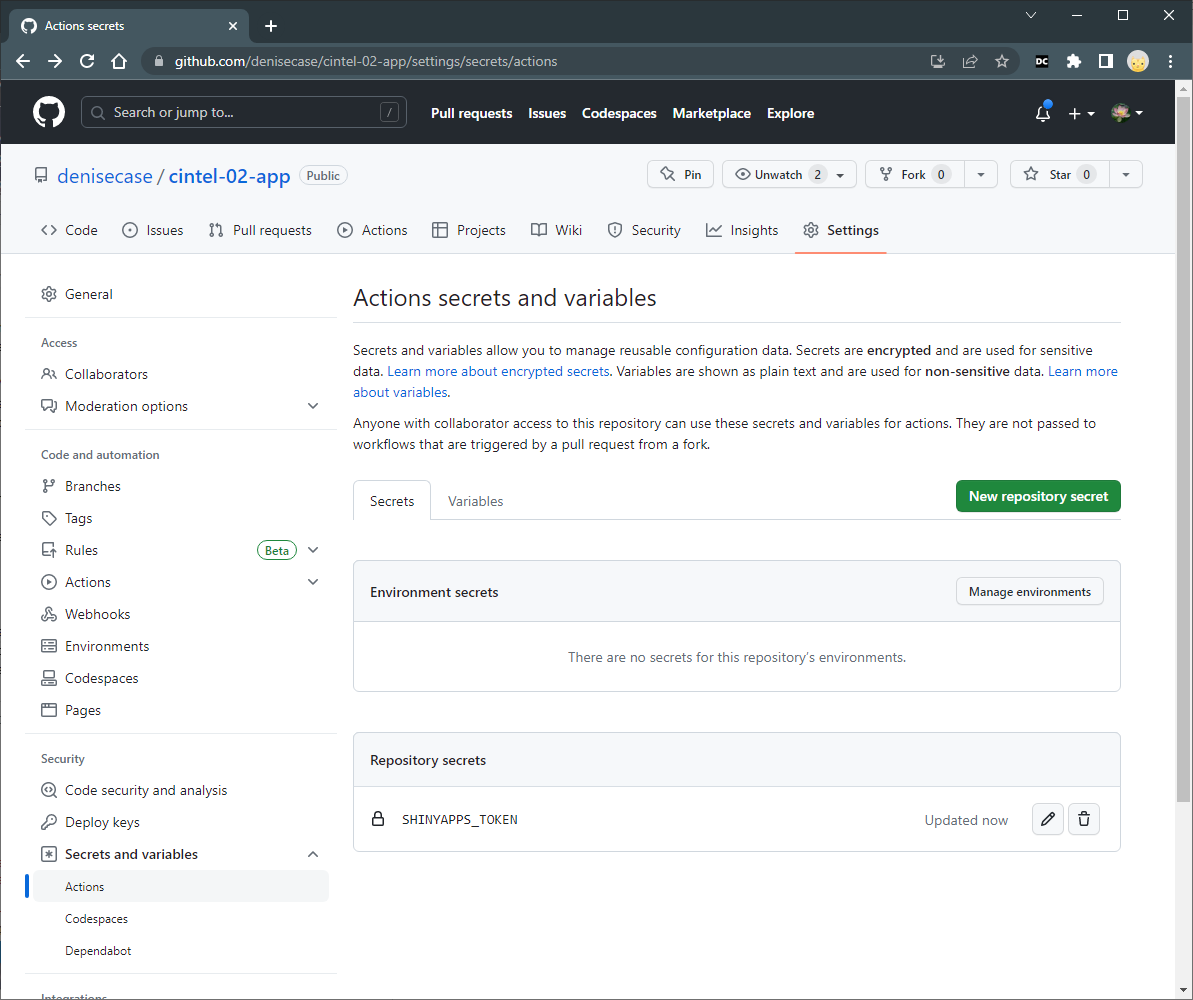 Actions secrets
github.com/denisecase/cintel-02-app/settings/secrets/actions
DC
Search or jump to...
/
Pull requests
Issues
Codespaces
Marketplace
Explore
denisecase / cintel-02-app
Public
Pin
Unwatch 2
Fork 0
Star 0
Code
Issues
Pull requests
Actions
Projects
Wiki
Security
Insights
Settings
General
Access
Collaborators
Moderation options
Code and automation
Branches
Tags
Rules
Beta
Actions
Webhooks
Environments
Codespaces
Pages
Security
Code security and analysis
Deploy keys
Secrets and variables
Actions
Codespaces
Dependabot
Integrations
Actions secrets and variables
Secrets and variables allow you to manage reusable configuration data. Secrets are encrypted and are used for sensitive
data. Learn more about encrypted secrets. Variables are shown as plain text and are used for non-sensitive data. Learn more
about variables.
Anyone with collaborator access to this repository can use these secrets and variables for actions. They are not passed to
workflows that are triggered by a pull request from a fork.
Secrets
Variables
New repository secret
Environment secrets
Manage environments
There are no secrets for this repository's environments.
Repository secrets
SHINYAPPS_TOKEN
Updated now